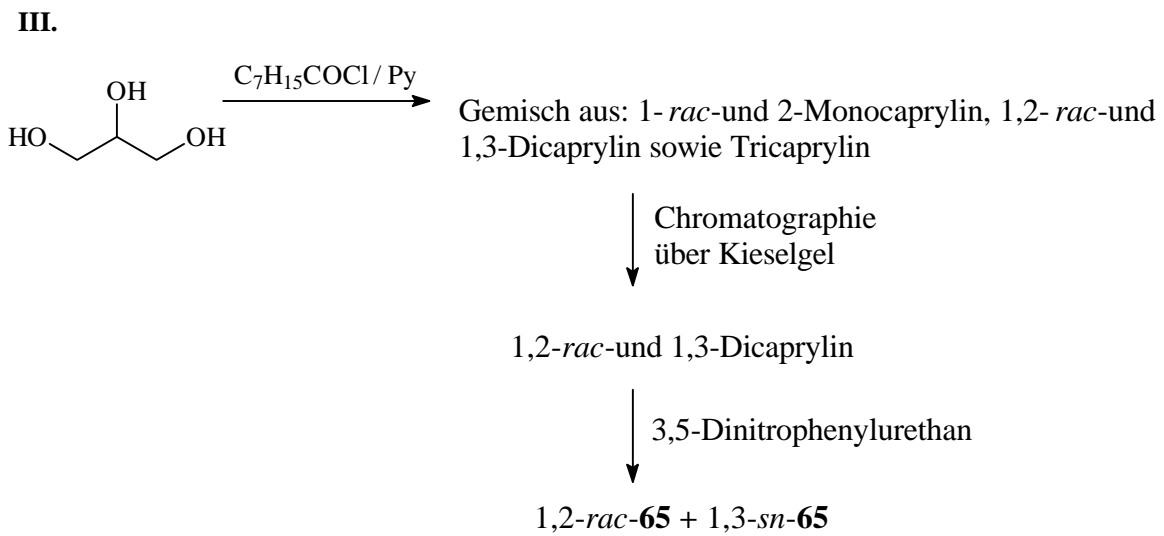 III.
C7H15COCl / Py
OH
HO
OH
Gemisch aus: 1-rac-und 2-Monocaprylin, 1,2-rac-und
1,3-Dicaprylin sowie Tricaprylin
Chromatographie
über Kieselgel
1,2-rac-und 1,3-Dicaprylin
3,5-Dinitrophenylurethan
1,2-rac-65 + 1,3-sn-65